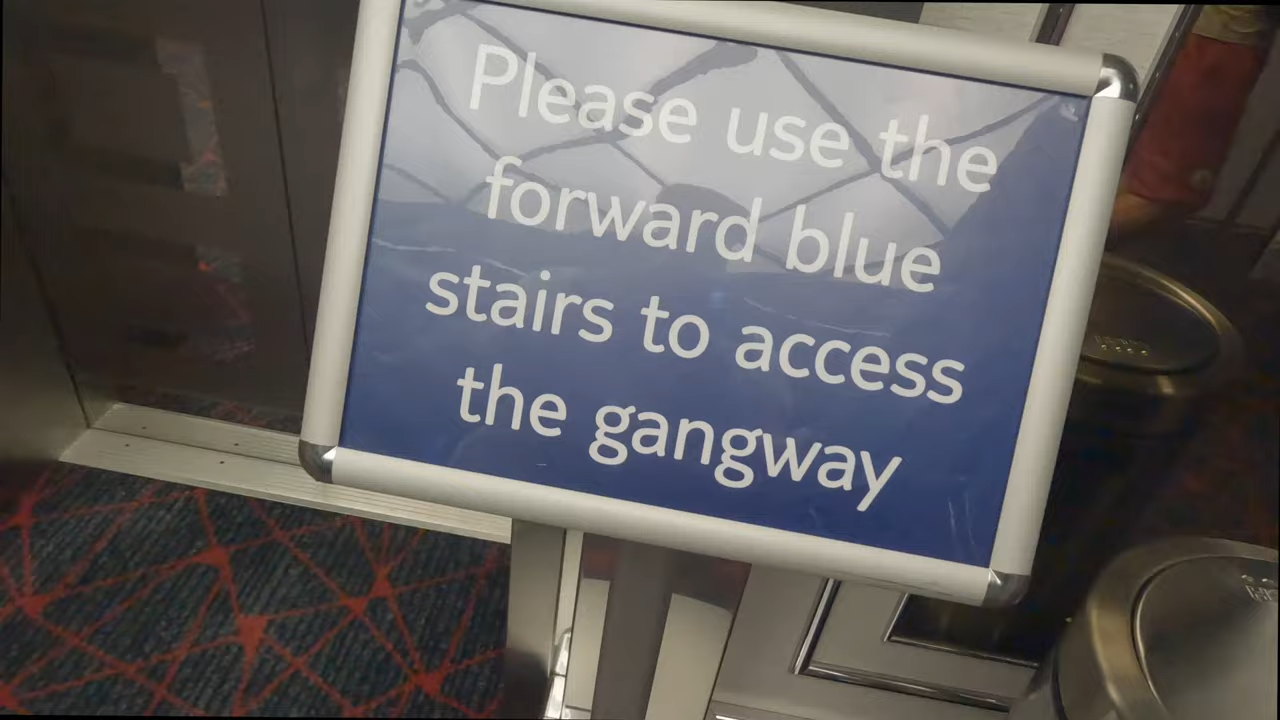 Please use the
forward blue
stairs to access
the gangway